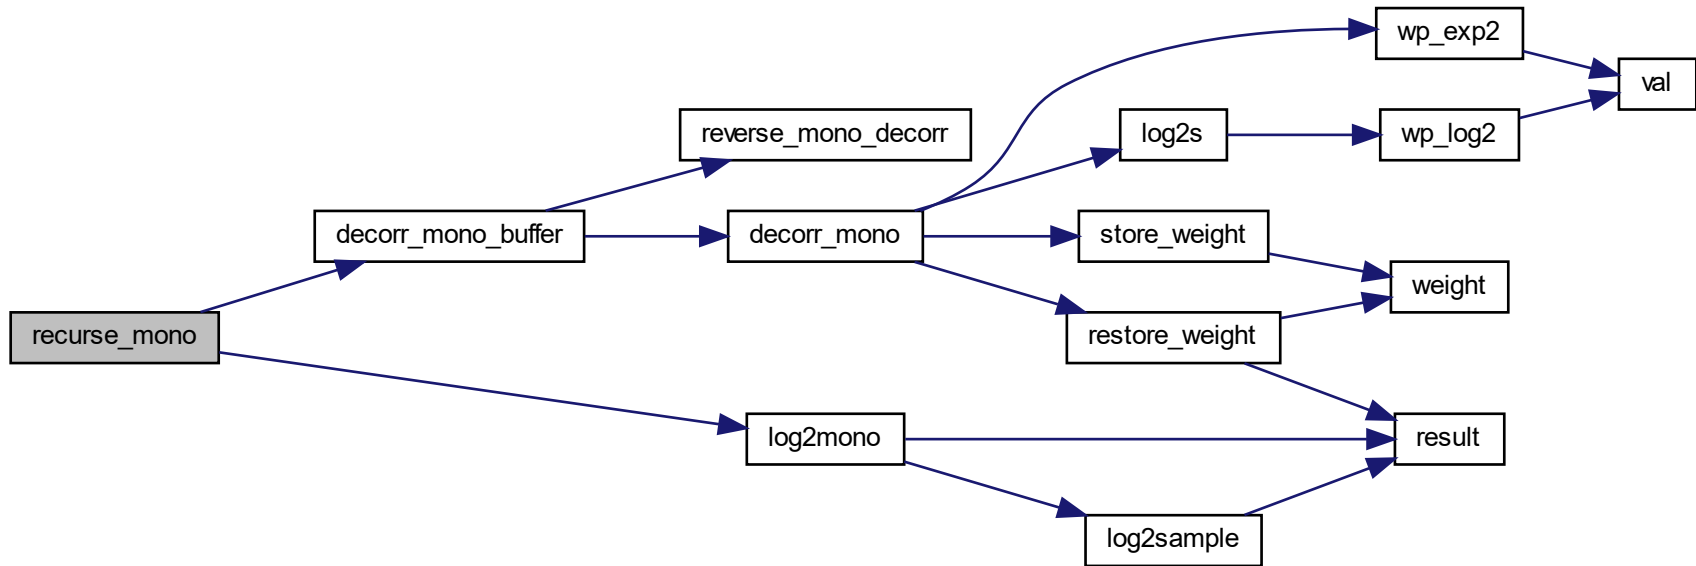 wp_exp2
val
reverse_mono_decorr
log2s
wp_log2
decorr_mono_buffer
decorr_mono
store_weight
weight
recurse_mono
restore_weight
log2mono
result
log2sample